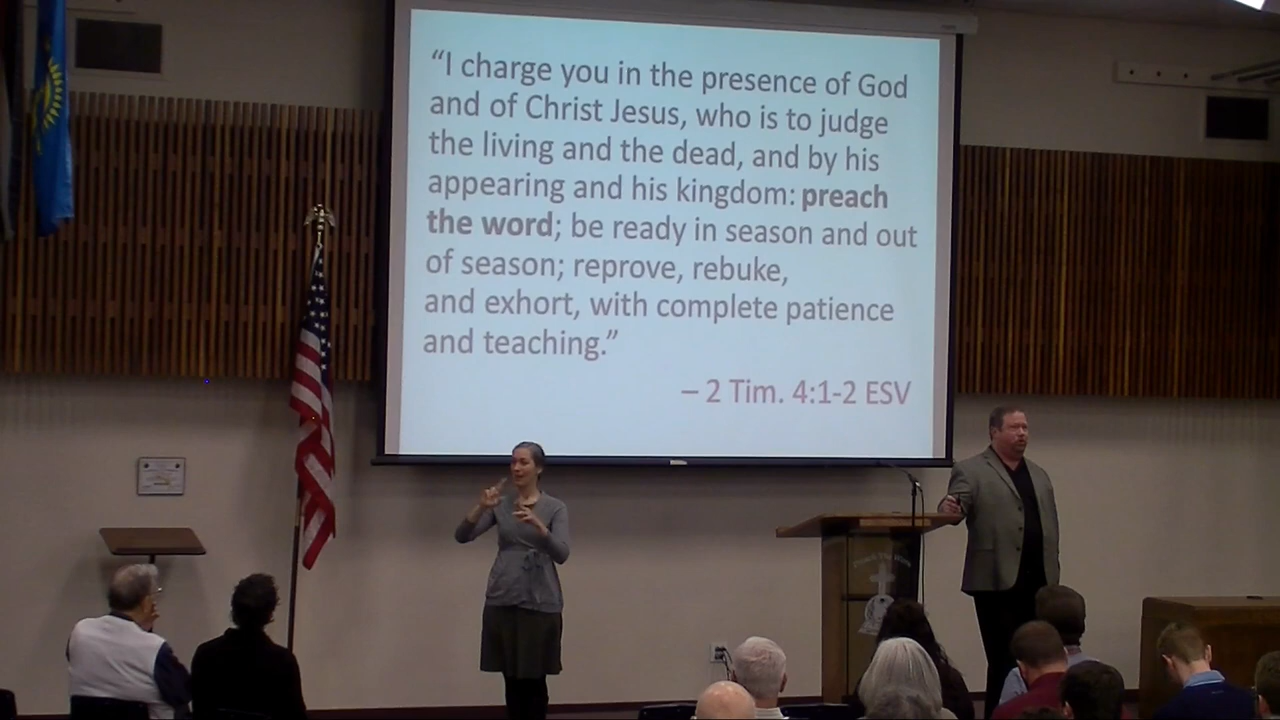 “I charge you in the presence of God
and of Christ Jesus, who is to judge
the living and the dead, and by his
appearing and his kingdom: preach
the word; be ready in season and out
of season; reprove, rebuke,
and exhort, with complete patience
and teaching.”
– 2 Tim. 4:1-2 ESV